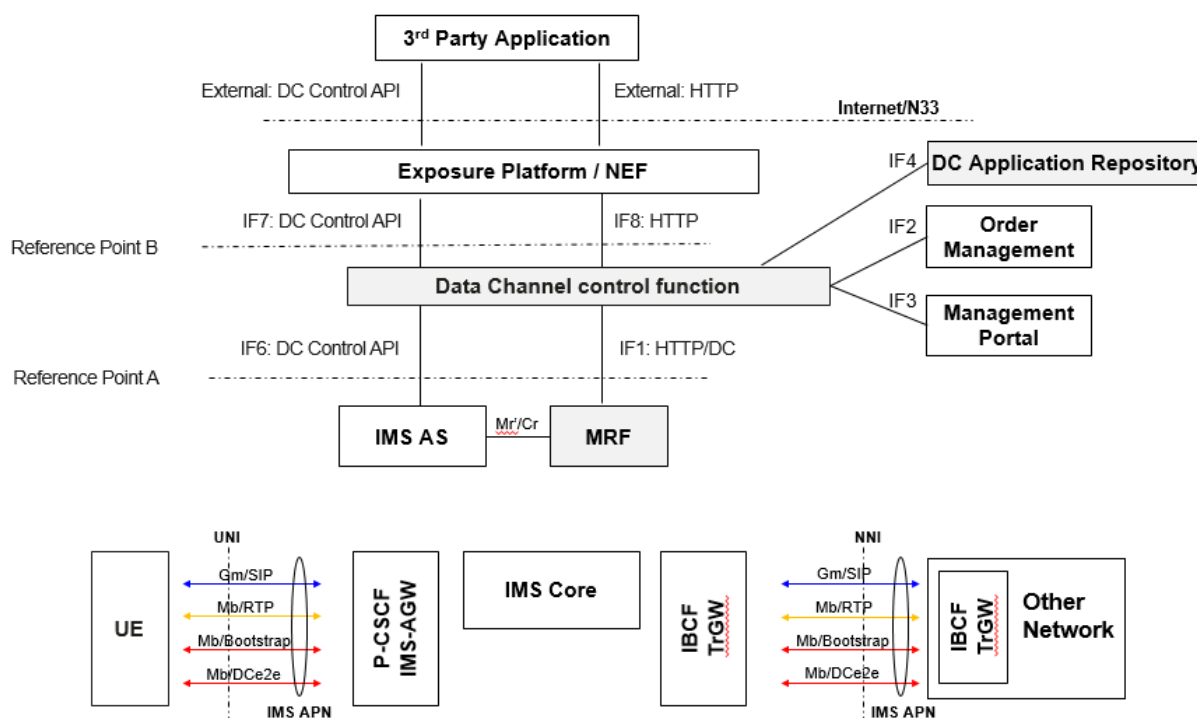 3rd Party Application
External: DC Control API
External: HTTP
Internet/N33
Exposure Platform / NEF
IF4
DC Application Repository
IF7: DC Control API
IF8: HTTP
IF2
Order
Management
Reference Point B
Data Channel control function
IF3
Management
Portal
IF6: DC Control API
IF1: HTTP/DC
Reference Point A
IMS AS
Mr'/Cr
MRF
UE
UNI
Gm/SIP
Mb/RTP
Mb/Bootstrap
Mb/DCe2e
IMS APN
P-CSCF
IMS-AGW
IMS Core
IBCF
TrGW
NNI
Gm/SIP
Mb/RTP
Mb/Bootstrap
Mb/DCe2e
IMS APN
IBCF
TrGW
Other
Network